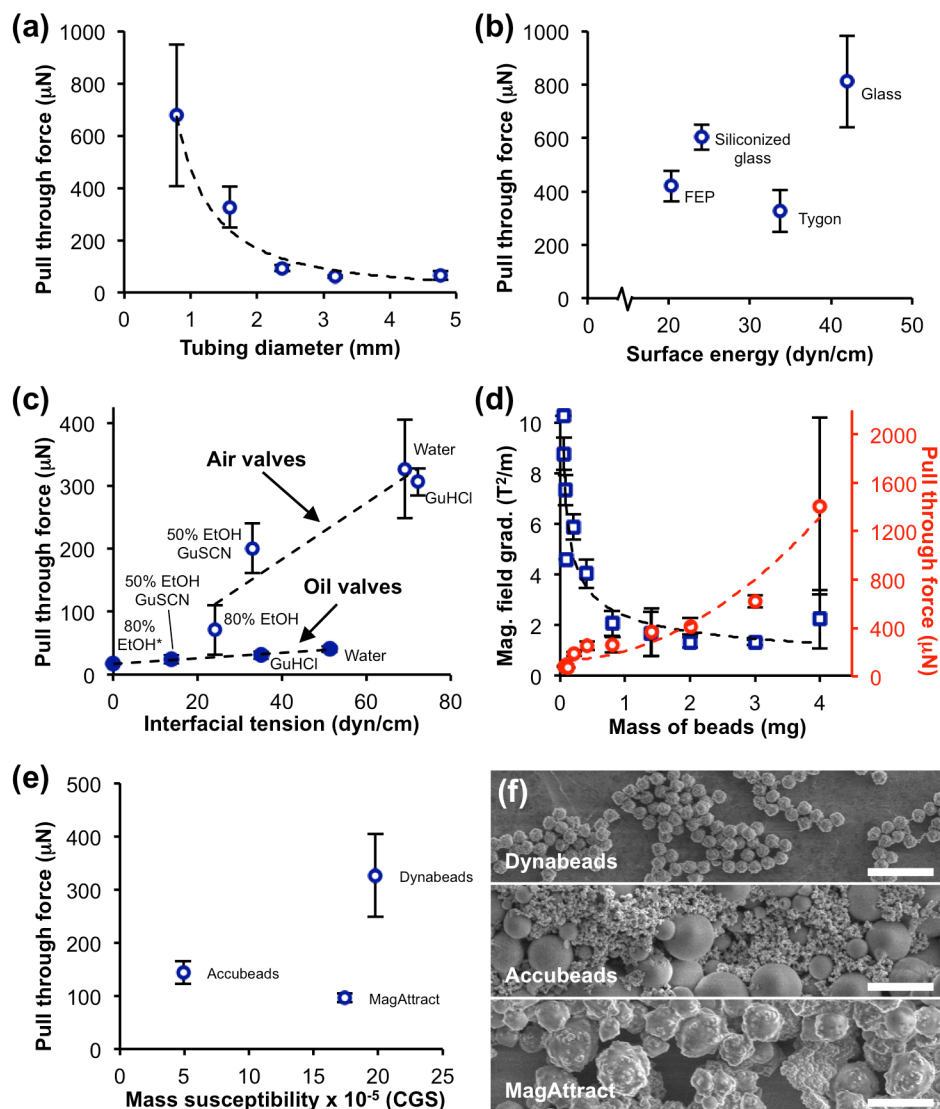 (a)
Pull through force (µN)
1000
800
600
400
200
0
0 1 2 3 4 5
Tubing diameter (mm)
(b)
Pull through force (µN)
1000
800
600
400
200
0
Glass
Siliconized
glass
FEP
Tygon
0 20 30 40 50
Surface energy (dyn/cm)
(c)
Pull through force (µN)
400
300
200
100
0
Air valves
Water
GuHCl
50% EtOH
GuSCN
50% EtOH
GuSCN
Oil valves
80%
EtOH*
80% EtOH
GuHCl
Water
0 20 40 60 80
Interfacial tension (dyn/cm)
(d)
Mag. field grad. (T²/m)
10
8
6
4
2
0
2000
1600
1200
800
400
0
Pull through force (µN)
0 1 2 3 4
Mass of beads (mg)
(e)
Pull through force (µN)
500
400
300
200
100
0
Dynabeads
Accubeads
MagAttract
0 5 10 15 20 25
Mass susceptibility x 10⁻⁵ (CGS)
(f)
Dynabeads
Accubeads
MagAttract